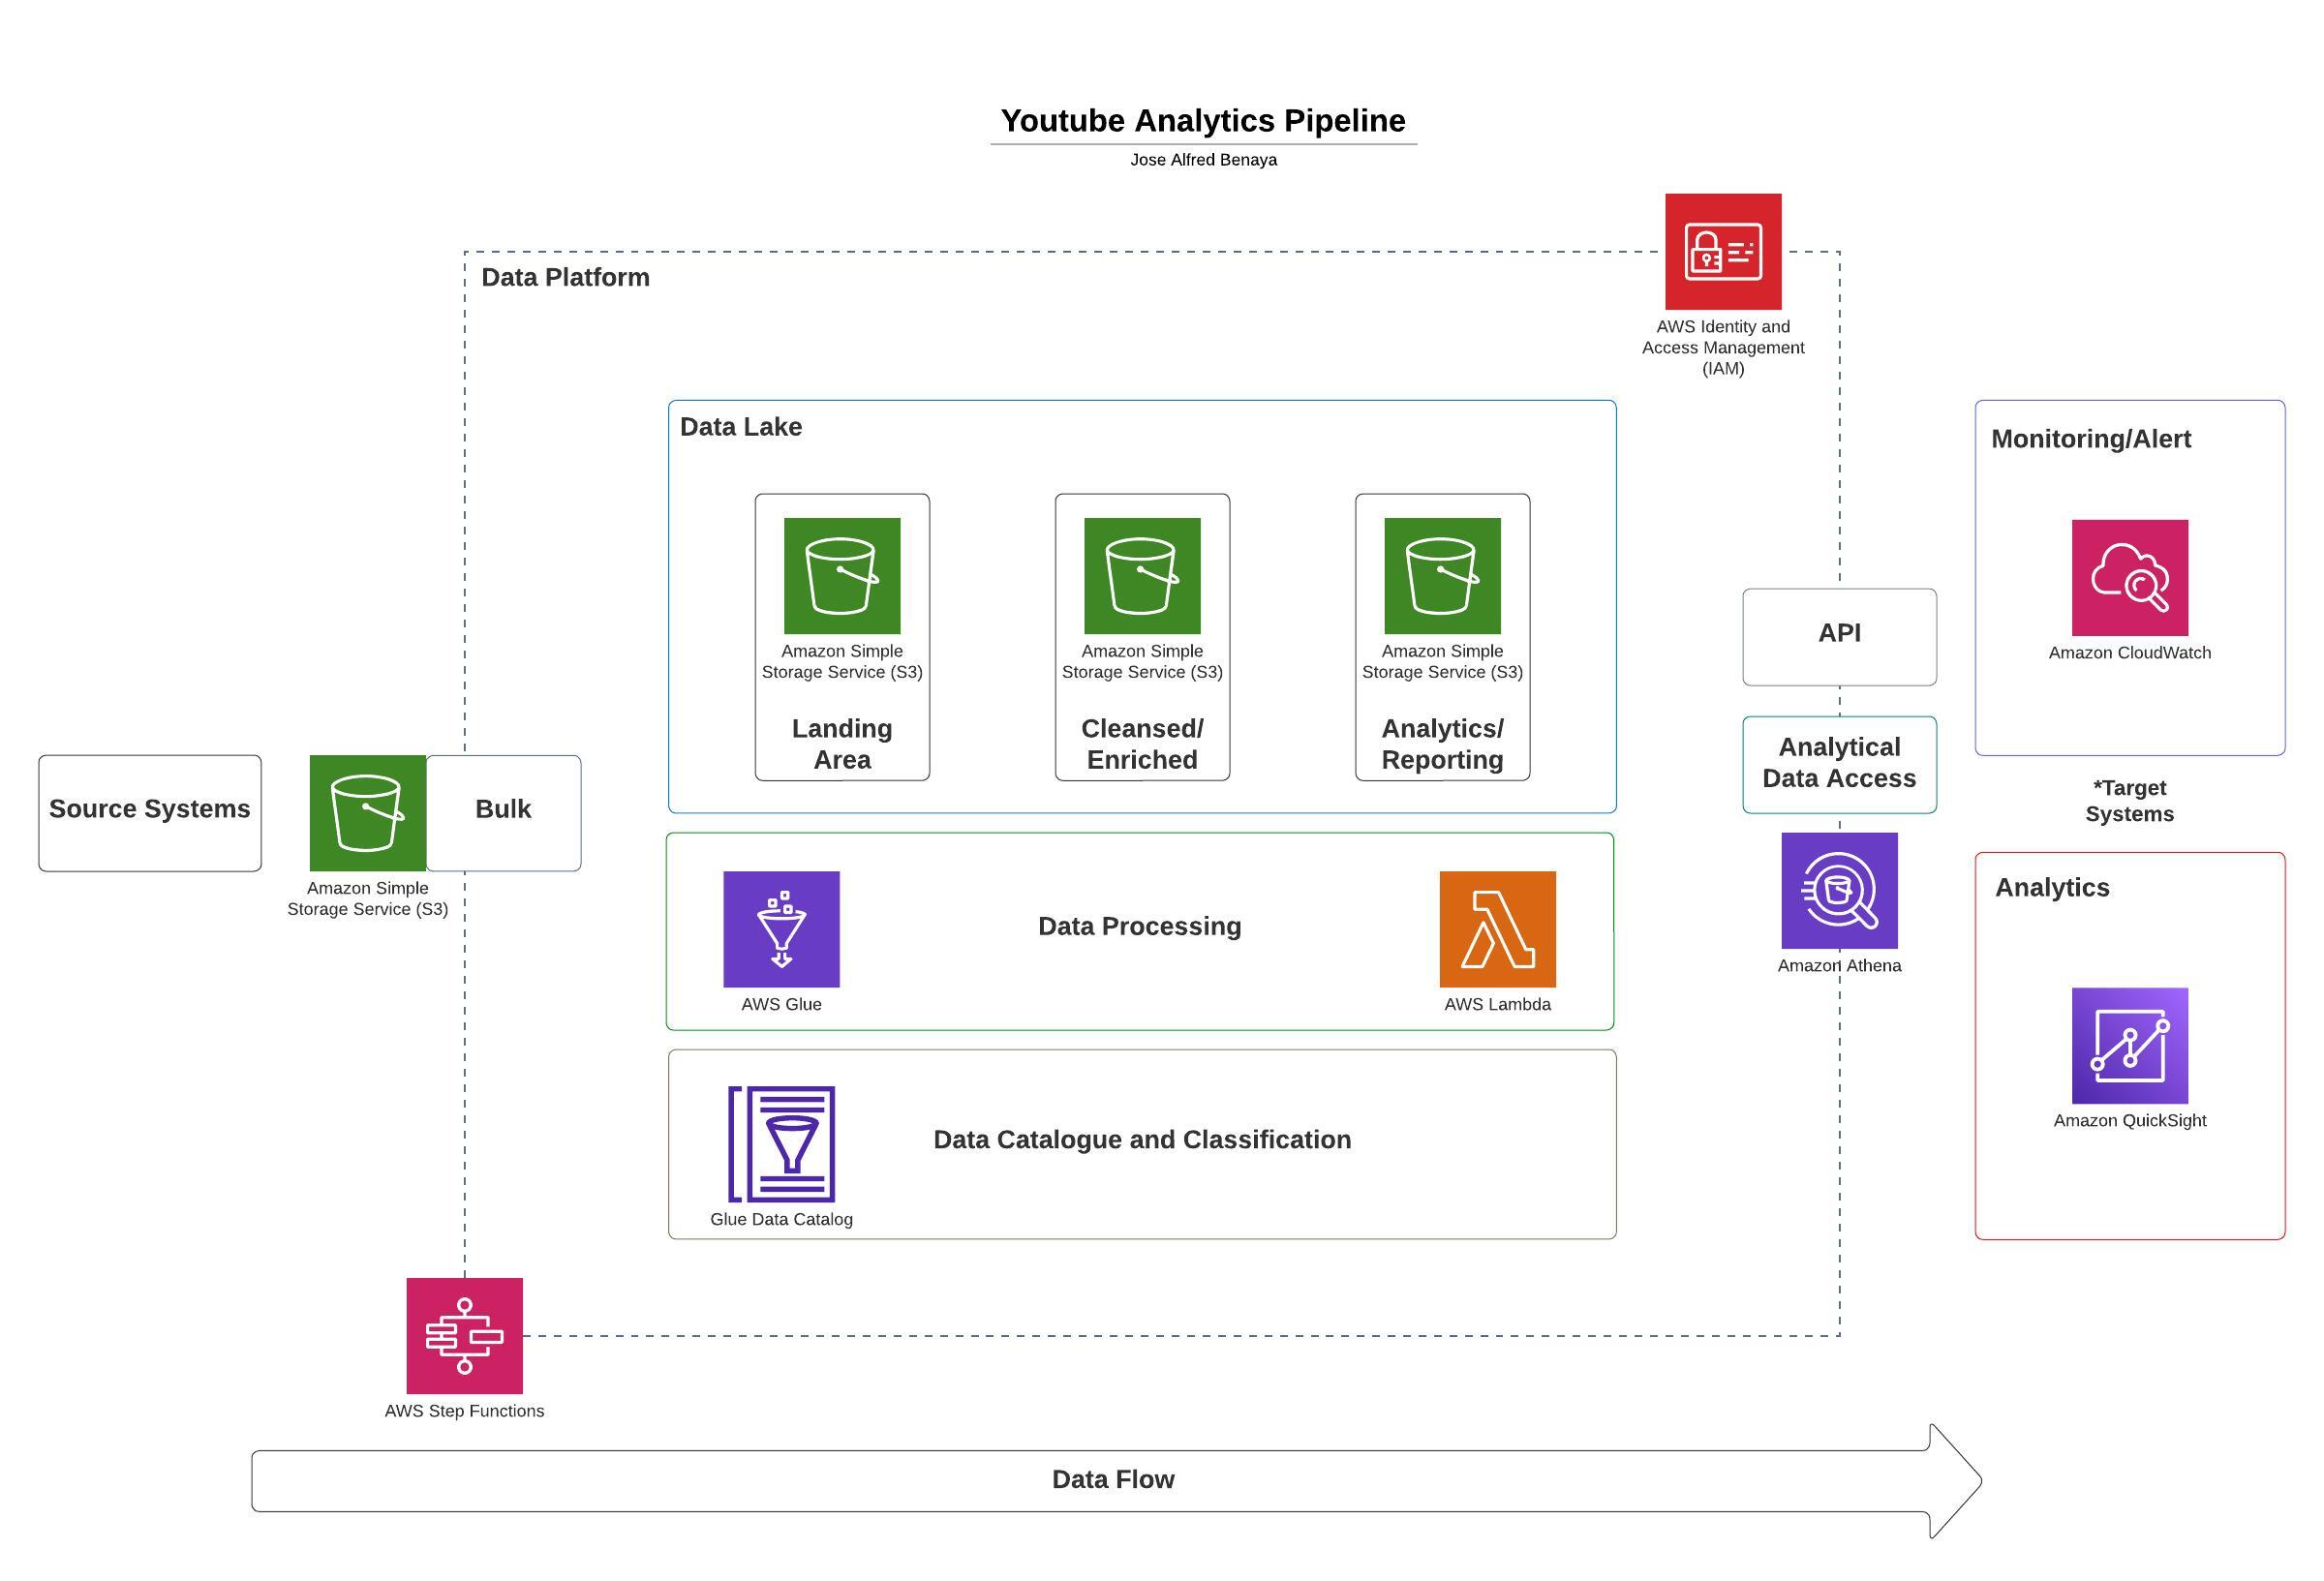 Youtube Analytics Pipeline
Jose Alfred Benaya
Data Platform
AWS Identity and
Access Management
(IAM)
Data Lake
Amazon Simple
Storage Service (S3)
Landing
Area
Amazon Simple
Storage Service (S3)
Cleansed/
Enriched
Amazon Simple
Storage Service (S3)
Analytics/
Reporting
Source Systems
Amazon Simple
Storage Service (S3)
Bulk
Data Processing
AWS Glue
AWS Lambda
Data Catalogue and Classification
Glue Data Catalog
API
Analytical
Data Access
Amazon Athena
Monitoring/Alert
Amazon CloudWatch
*Target
Systems
Analytics
Amazon QuickSight
AWS Step Functions
Data Flow